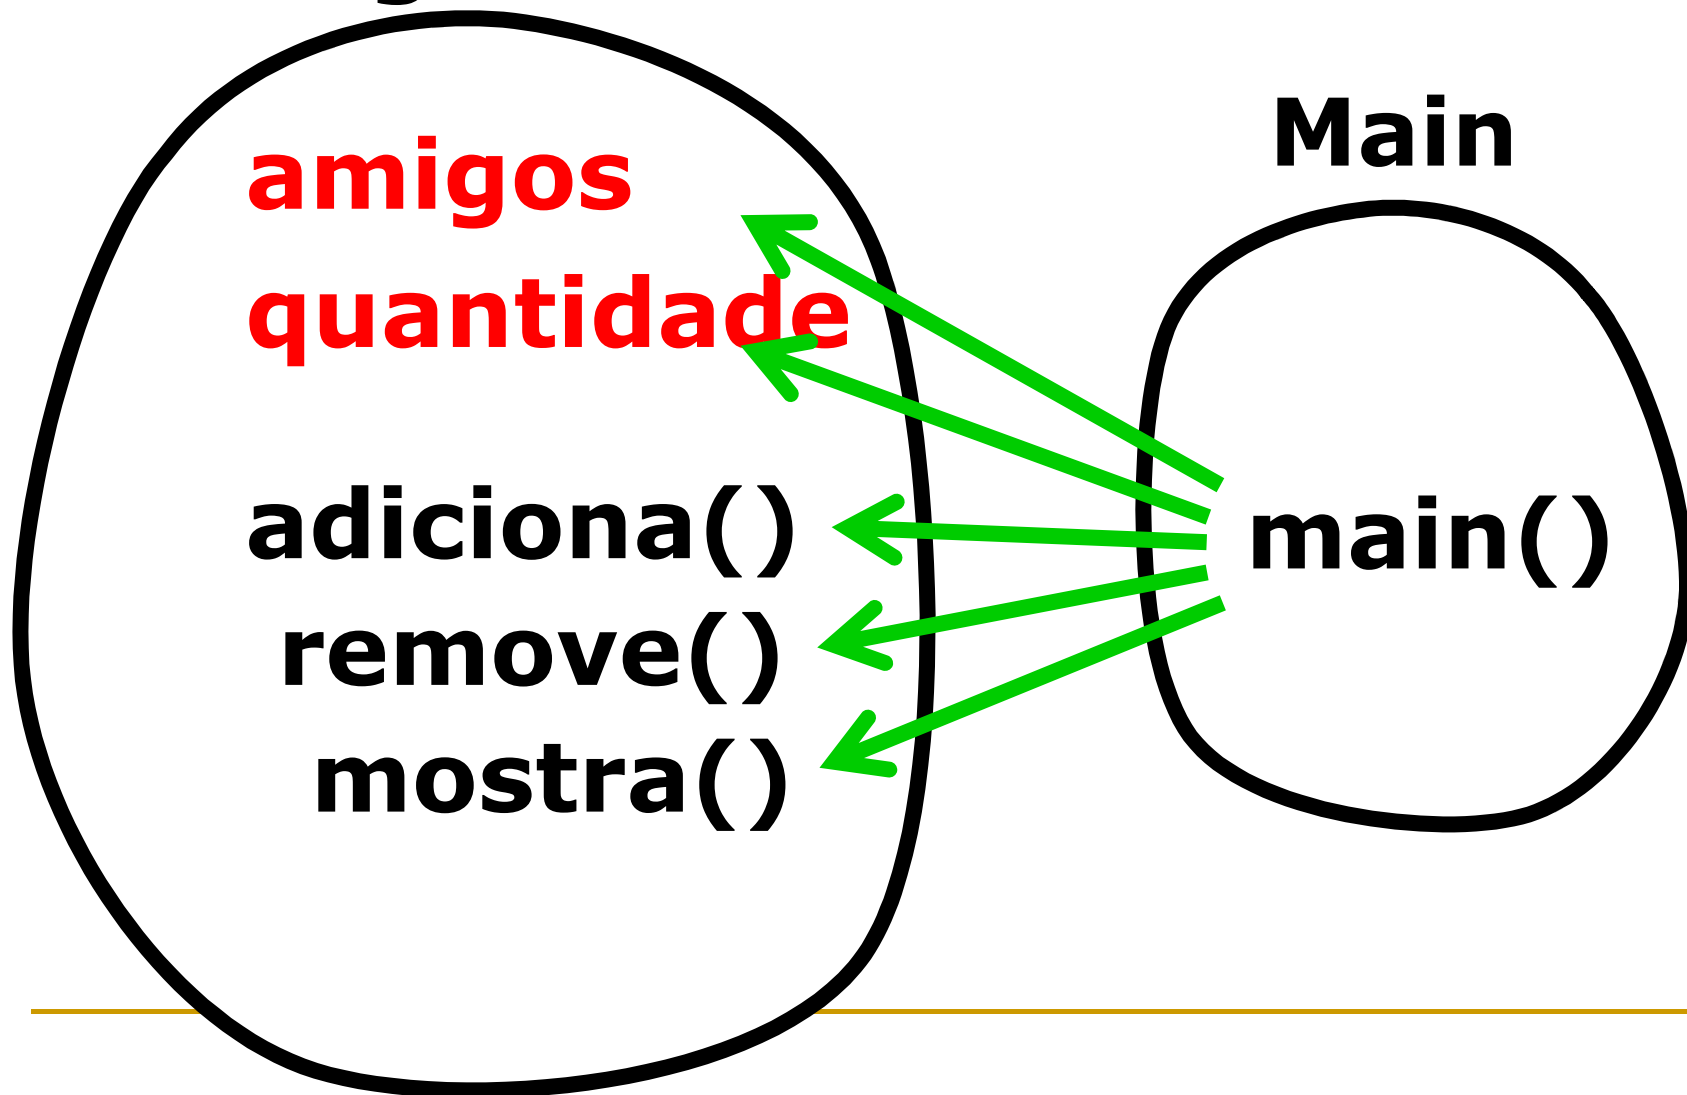 Main
amigos
quantidade
adiciona()
remove()
mostra()
main()